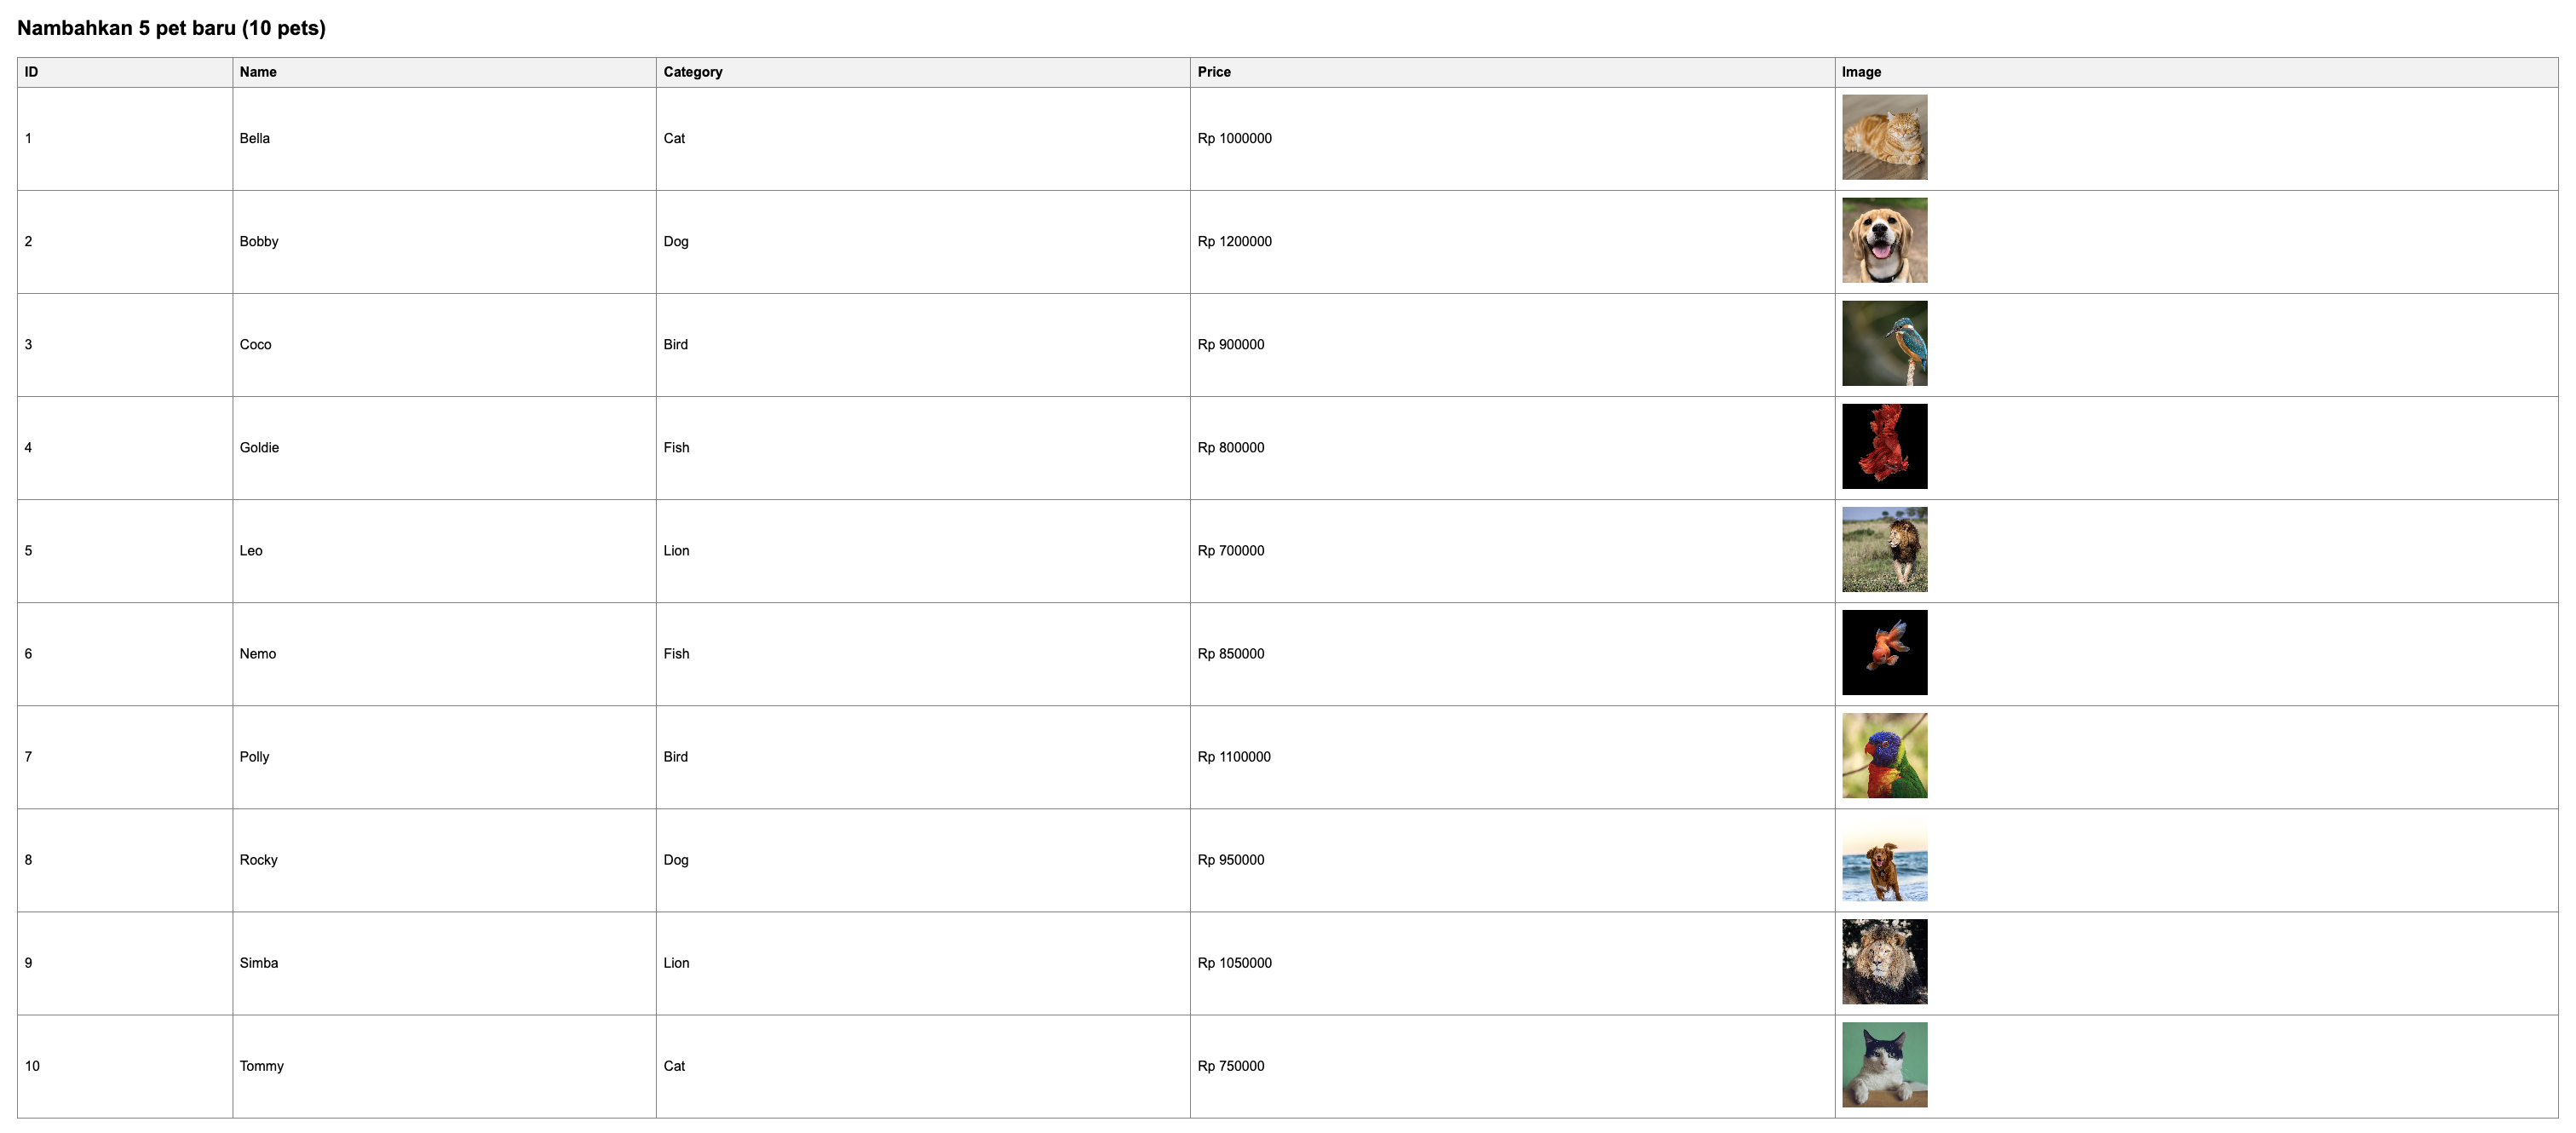 Nambahkan 5 pet baru (10 pets)
ID Name Category Price Image
1 Bella Cat Rp 1000000
2 Bobby Dog Rp 1200000
3 Coco Bird Rp 900000
4 Goldie Fish Rp 800000
5 Leo Lion Rp 700000
6 Nemo Fish Rp 850000
7 Polly Bird Rp 1100000
8 Rocky Dog Rp 950000
9 Simba Lion Rp 1050000
10 Tommy Cat Rp 750000